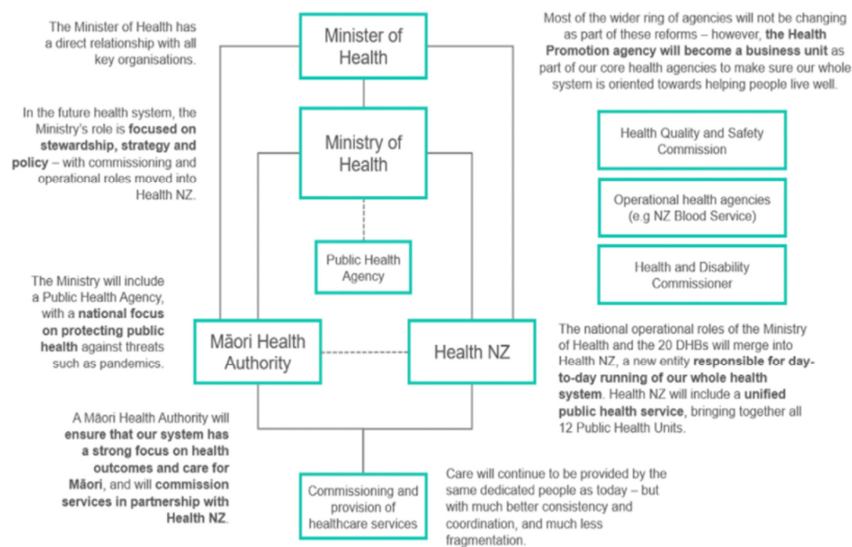 The Minister of Health has
a direct relationship with all
key organisations.
Minister of
Health
Most of the wider ring of agencies will not be changing
as part of these reforms – however, the Health
Promotion agency will become a business unit as
part of our core health agencies to make sure our whole
system is oriented towards helping people live well.
In the future health system, the
Ministry's role is focused on
stewardship, strategy and
policy – with commissioning and
operational roles moved into
Health NZ.
Ministry
of Health
Health Quality and Safety
Commission
Operational health agencies
(e.g NZ Blood Service)
Health and Disability
Commissioner
Public Health
Agency
The Ministry will include
a Public Health Agency,
with a national focus
on protecting public
health against threats
such as pandemics.
Māori Health
Authority
Health NZ
The national operational roles of the Ministry
of Health and the 20 DHBs will merge into
Health NZ, a new entity responsible for day-
to-day running of our whole health
system. Health NZ will include a unified
public health service, bringing together all
12 Public Health Units.
A Māori Health Authority will
ensure that our system has
a strong focus on health
outcomes and care for
Māori, and will commission
services in partnership with
Health NZ.
Commissioning and
provision of
healthcare services
Care will continue to be provided by the
same dedicated people as today – but
with much better consistency and
coordination, and much less
fragmentation.